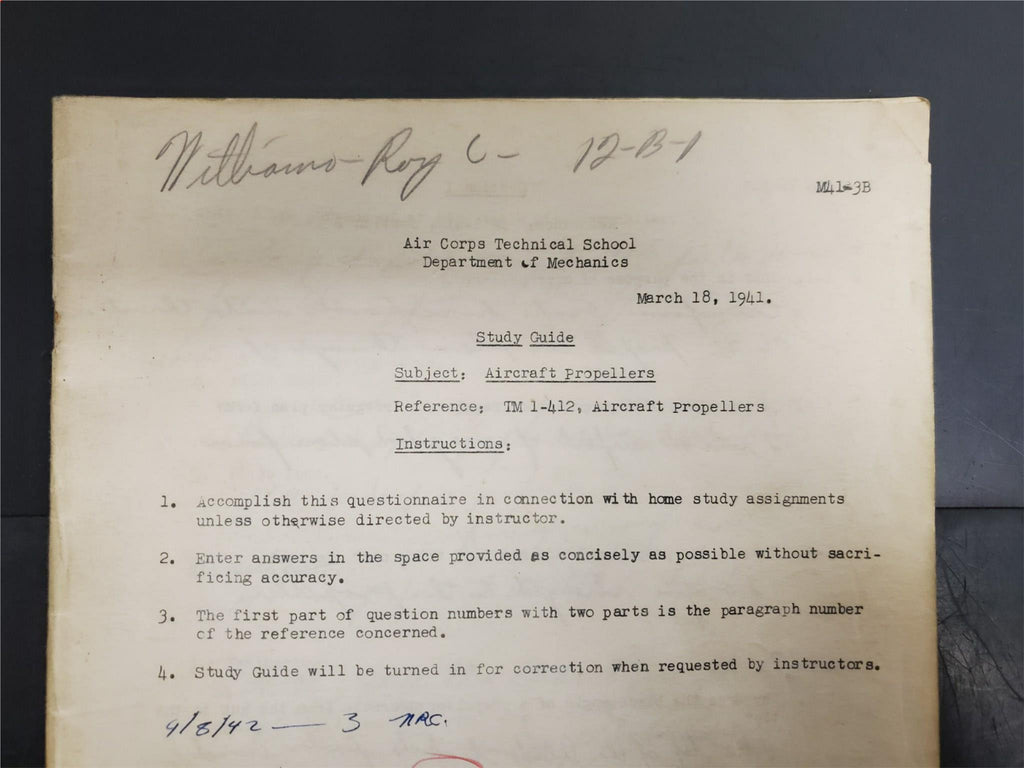 Williams - Roy C - 12-B-1
M41-3B
Air Corps Technical School
Department of Mechanics
March 18, 1941.
Study Guide
Subject: Aircraft Propellers
Reference: TM 1-412, Aircraft Propellers
Instructions:
1. Accomplish this questionnaire in connection with home study assignments
unless otherwise directed by instructor.
2. Enter answers in the space provided as concisely as possible without sacri-
ficing accuracy.
3. The first part of question numbers with two parts is the paragraph number
of the reference concerned.
4. Study Guide will be turned in for correction when requested by instructors.
9/8/42 — 3